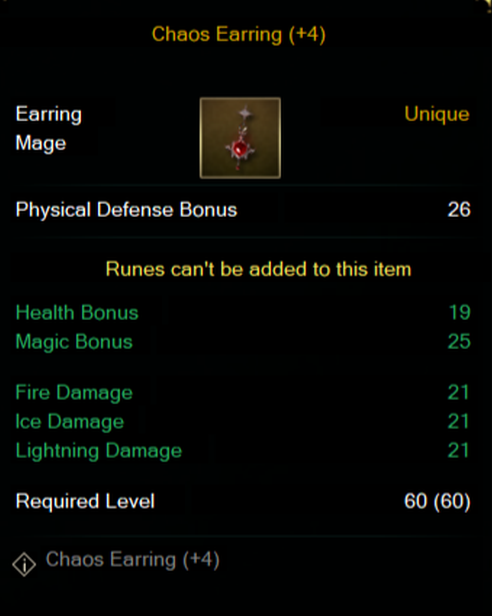 Chaos Earring (+4)
Earring
Unique
Mage
Physical Defense Bonus 26
Runes can't be added to this item
Health Bonus 19
Magic Bonus 25
Fire Damage 21
Ice Damage 21
Lightning Damage 21
Required Level 60 (60)
Chaos Earring (+4)